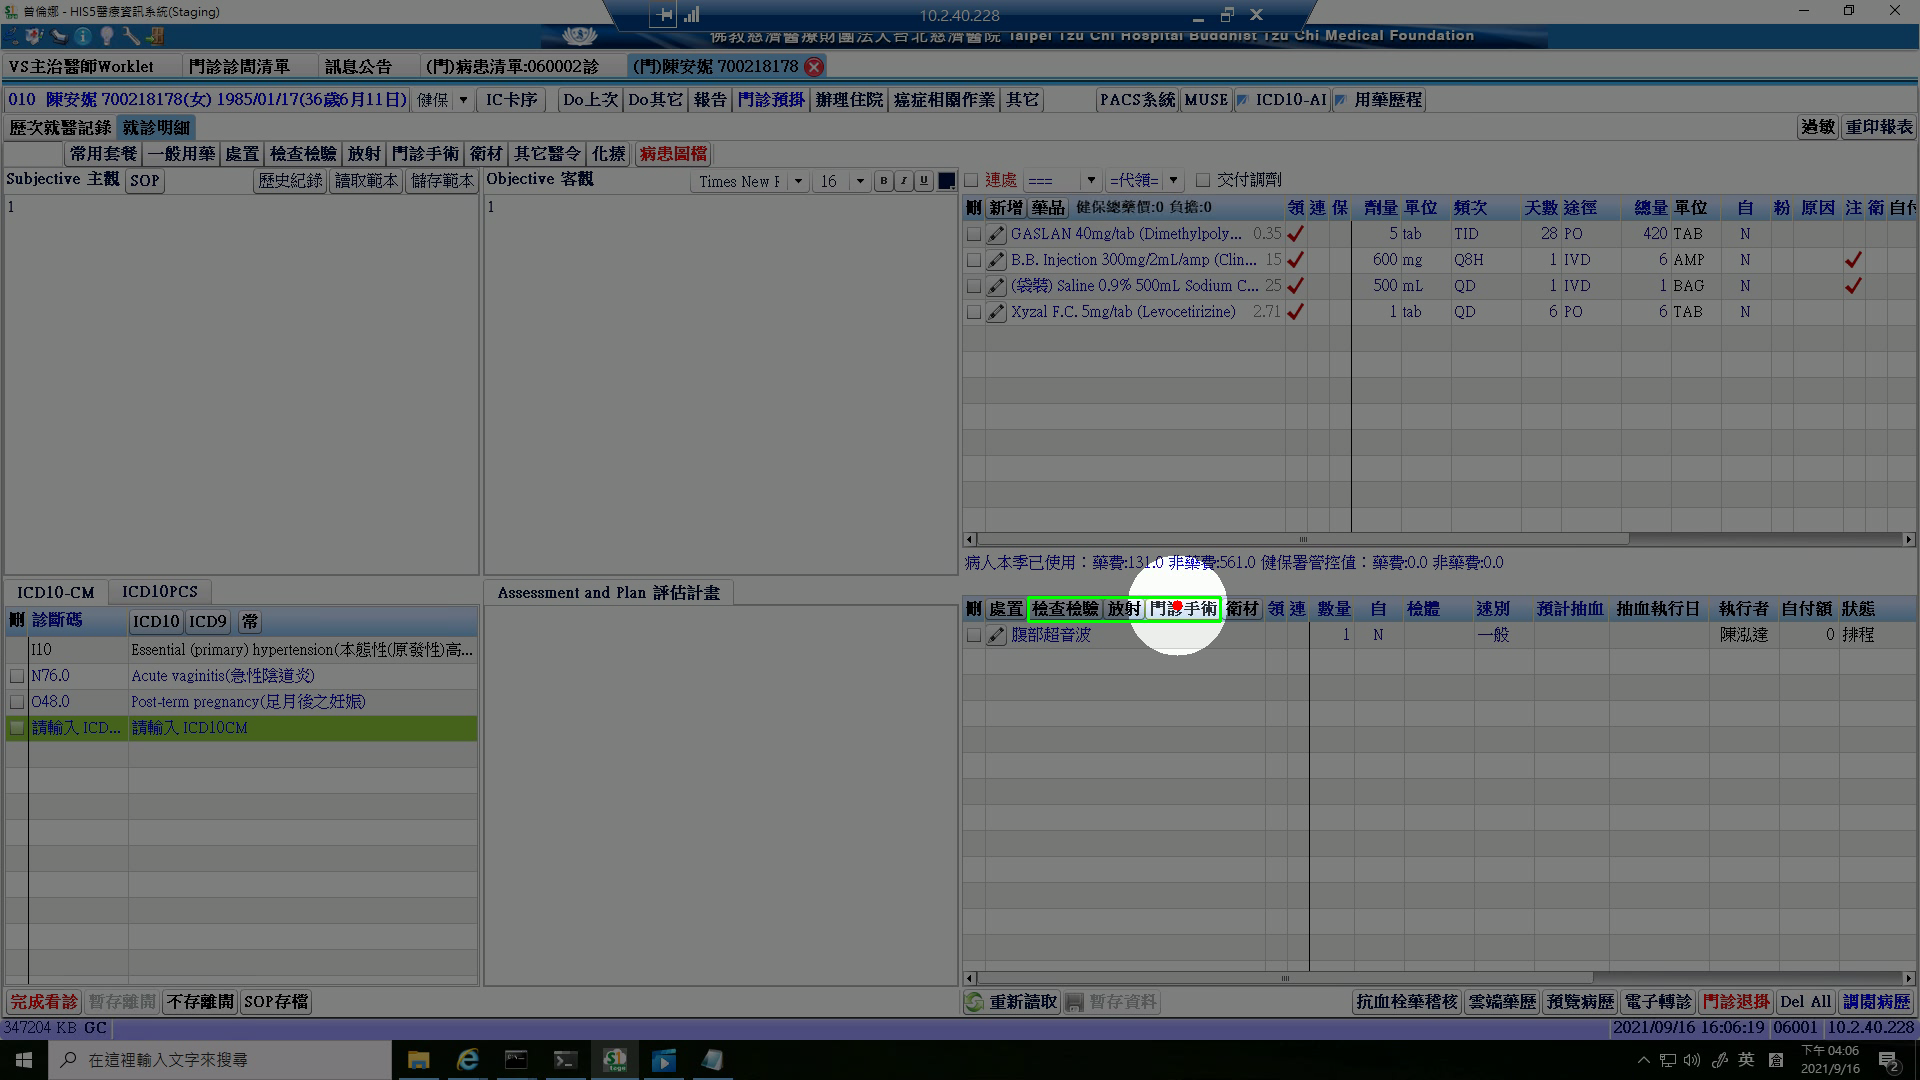 曾倫娜 - HIS5醫療資訊系統(Staging)
10.2.40.228
佛教慈濟醫療財團法人台北慈濟醫院 Taipei Tzu Chi Hospital Buddhist Tzu Chi Medical Foundation
VS主治醫師Worklet 門診診間清單 訊息公告 (門)病患清單:060002診 (門)陳安妮 700218178
010 陳安妮 700218178(女) 1985/01/17(36歲6月11日) 健保 IC卡序 Do上次 Do其它 報告 門診預掛 辦理住院 癌症相關作業 其它 PACS系統 MUSE ICD10-AI 用藥歷程
歷次就醫記錄 就診明細 過敏 重印報表
常用套餐 一般用藥 處置 檢查檢驗 放射 門診手術 衛材 其它醫令 化療 病患圖檔
Subjective 主觀 SOP 歷史紀錄 讀取範本 儲存範本
1
Objective 客觀 Times New F 16 B I U
1
連處 === =代領= 交付調劑
刪 新增 藥品 健保總藥價:0 負擔:0 領 連 保 劑量 單位 頻次 天數 途徑 總量 單位 自 粉 原因 注 衛 自付
GASLAN 40mg/tab (Dimethylpoly... 0.35 5 tab TID 28 PO 420 TAB N
B.B. Injection 300mg/2mL/amp (Clin... 15 600 mg Q8H 1 IVD 6 AMP N
(袋裝) Saline 0.9% 500mL Sodium C... 25 500 mL QD 1 IVD 1 BAG N
Xyzal F.C. 5mg/tab (Levocetirizine) 2.71 1 tab QD 6 PO 6 TAB N
病人本季已使用：藥費:131.0 非藥費:561.0 健保署管控值：藥費:0.0 非藥費:0.0
ICD10-CM ICD10PCS
刪 診斷碼 ICD10 ICD9 常
I10 Essential (primary) hypertension(本態性(原發性)高...
N76.0 Acute vaginitis(急性陰道炎)
O48.0 Post-term pregnancy(足月後之妊娠)
請輸入 ICD... 請輸入 ICD10CM
Assessment and Plan 評估計畫
刪 處置 檢查檢驗 放射 門診手術 衛材 領 連 數量 自 檢體 速別 預計抽血 抽血執行日 執行者 自付額 狀態
腹部超音波 1 N 一般 陳泓達 0 排程
完成看診 暫存離開 不存離開 SOP存檔
重新讀取 暫存資料 抗血栓藥稽核 雲端藥歷 預覽病歷 電子轉診 門診退掛 Del All 調閱病歷
347204 KB GC 2021/09/16 16:06:19 06001 10.2.40.228
在這裡輸入文字來搜尋
英
下午 04:06
2021/9/16
2